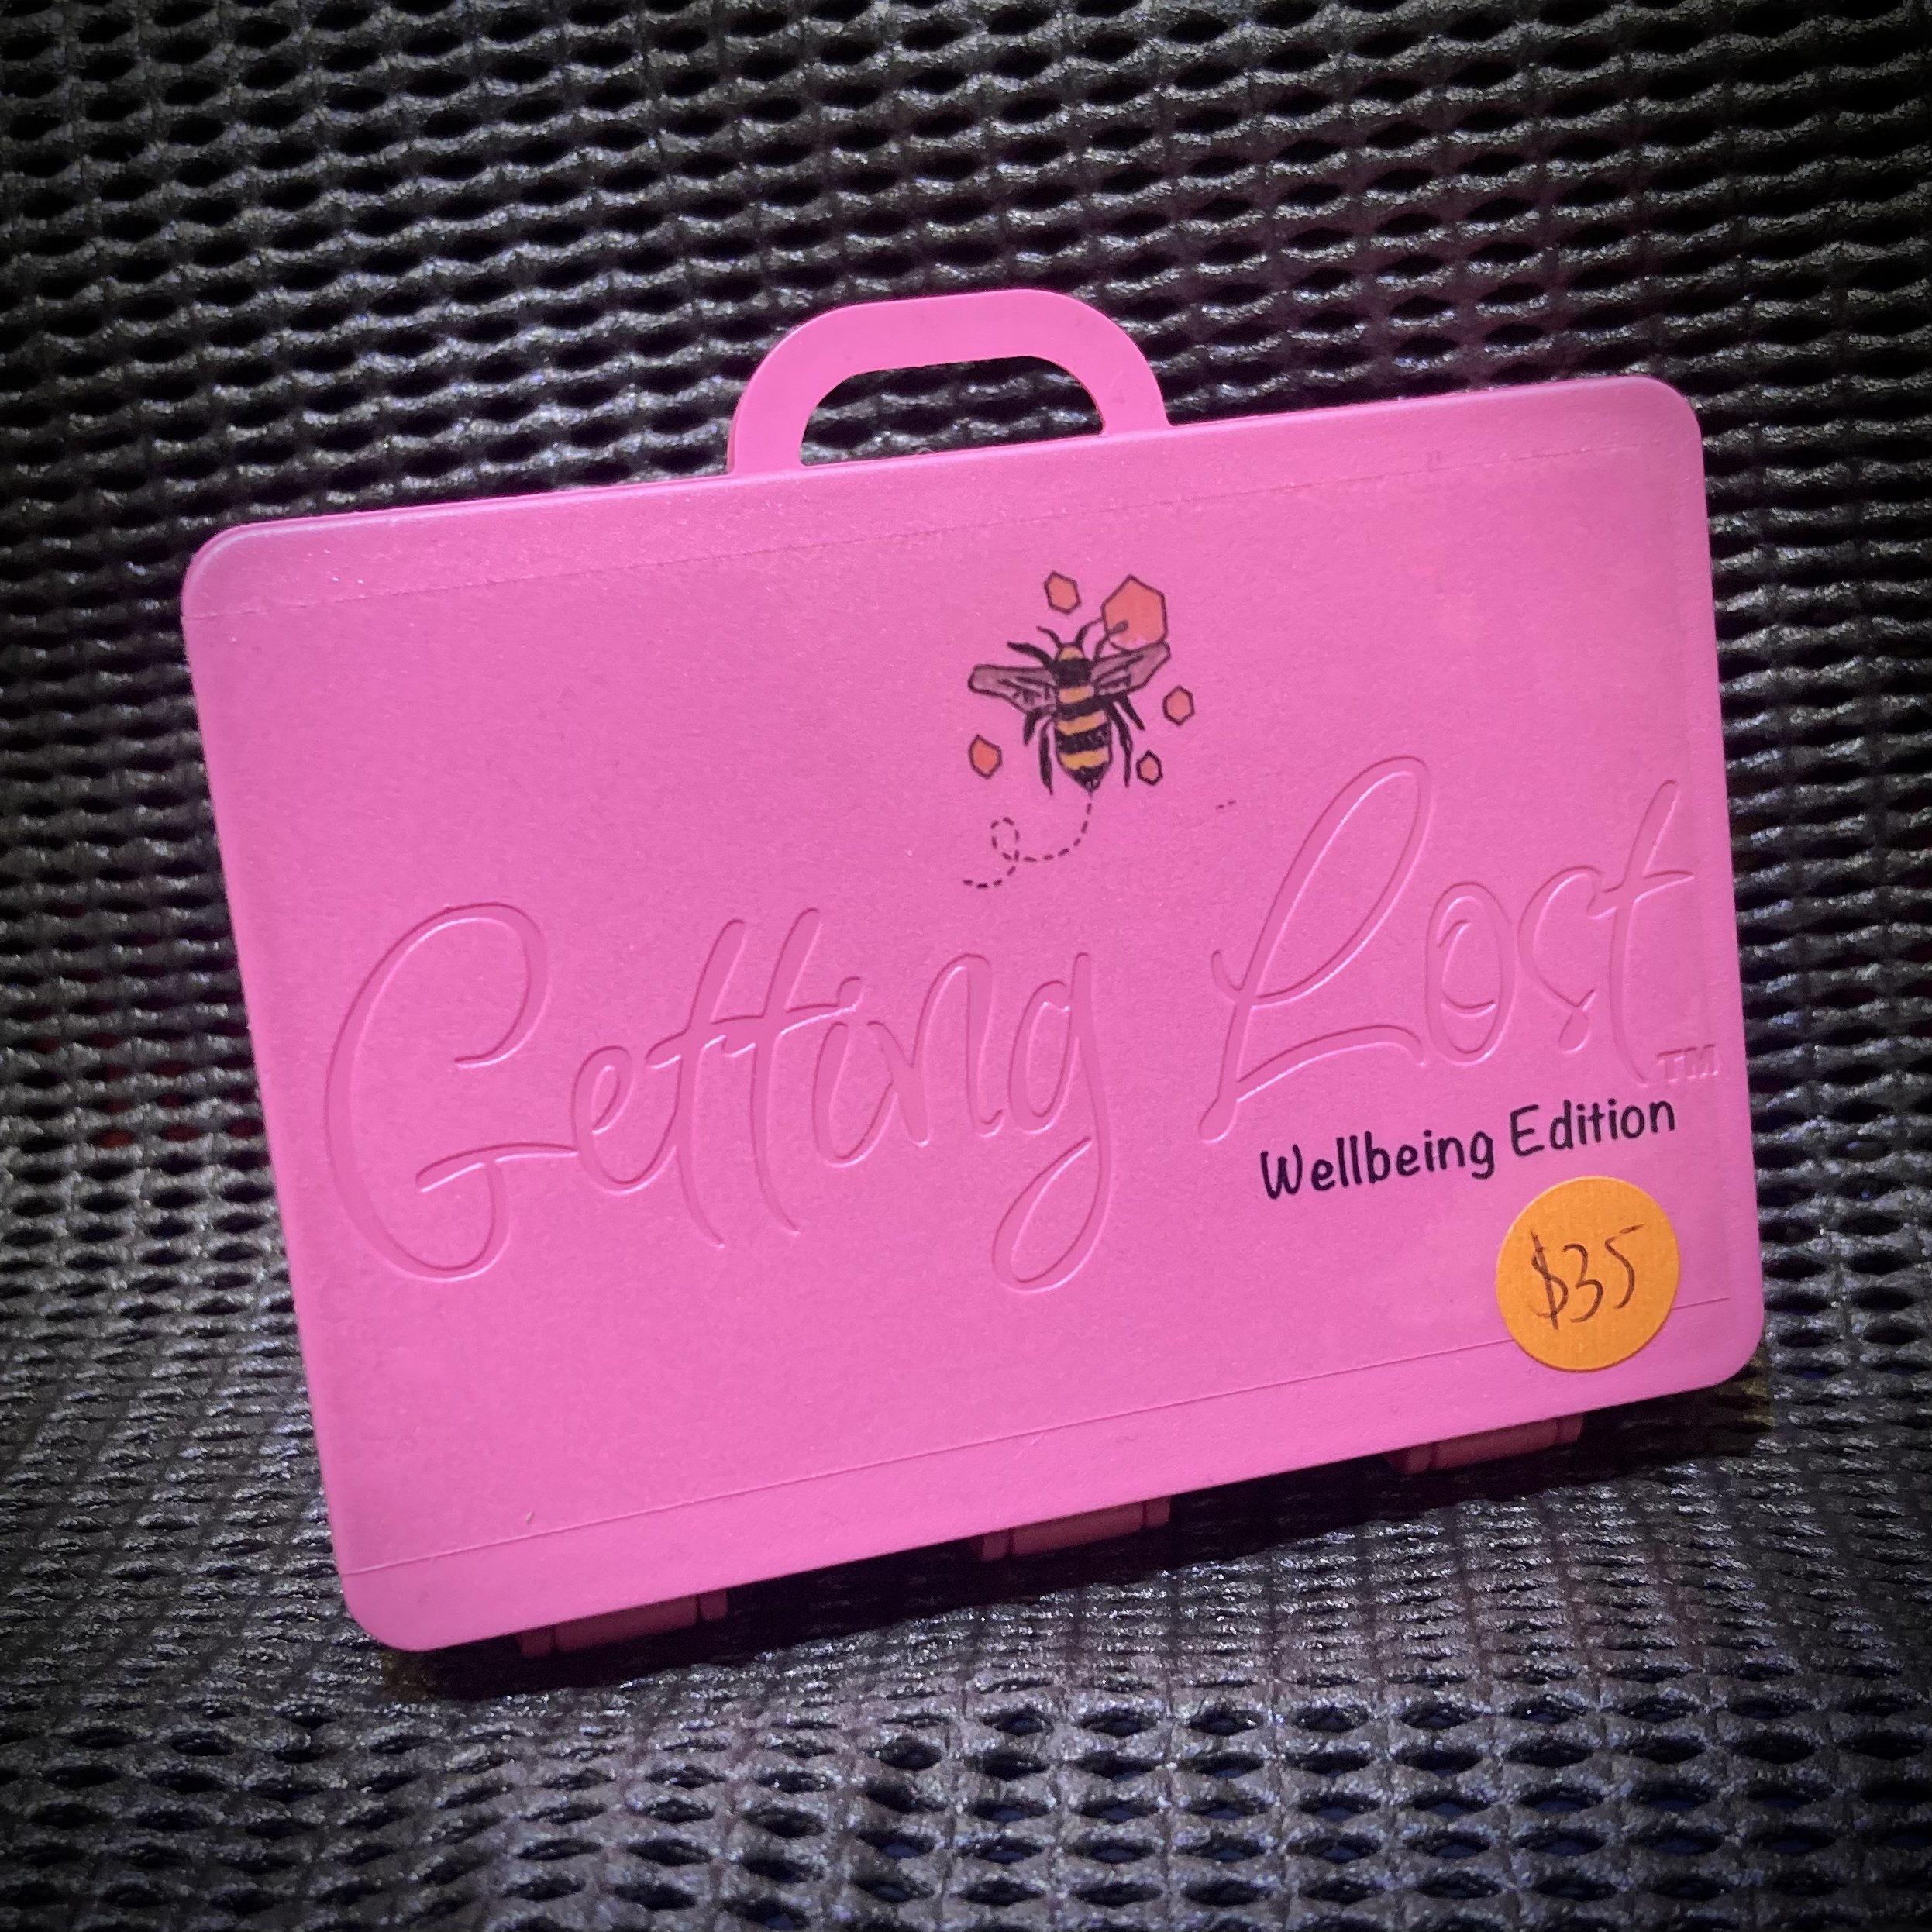 Getting Lost™
Wellbeing Edition
$35